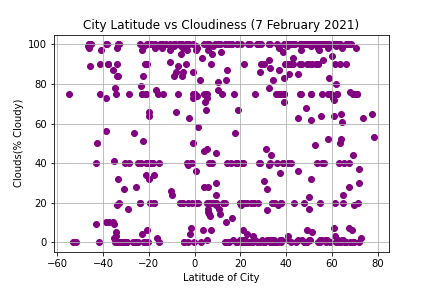 City Latitude vs Cloudiness (7 February 2021)
Clouds(% Cloudy)
100
80
60
40
20
0
−60 −40 −20 0 20 40 60 80
Latitude of City